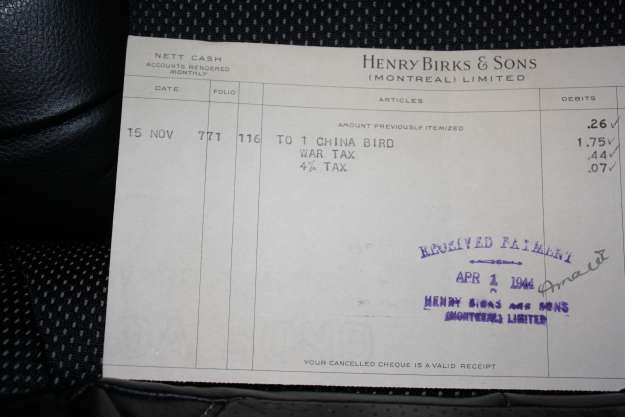 NETT CASH
ACCOUNTS RENDERED
MONTHLY
HENRY BIRKS & SONS
(MONTREAL) LIMITED
DATE FOLIO ARTICLES DEBITS
AMOUNT PREVIOUSLY ITEMIZED .26
15 NOV 771 116 TO 1 CHINA BIRD 1.75
WAR TAX .44
4% TAX .07
RECEIVED PAYMENT
APR 1 1944
HENRY BIRKS AND SONS
(MONTREAL) LIMITED
YOUR CANCELLED CHEQUE IS A VALID RECEIPT